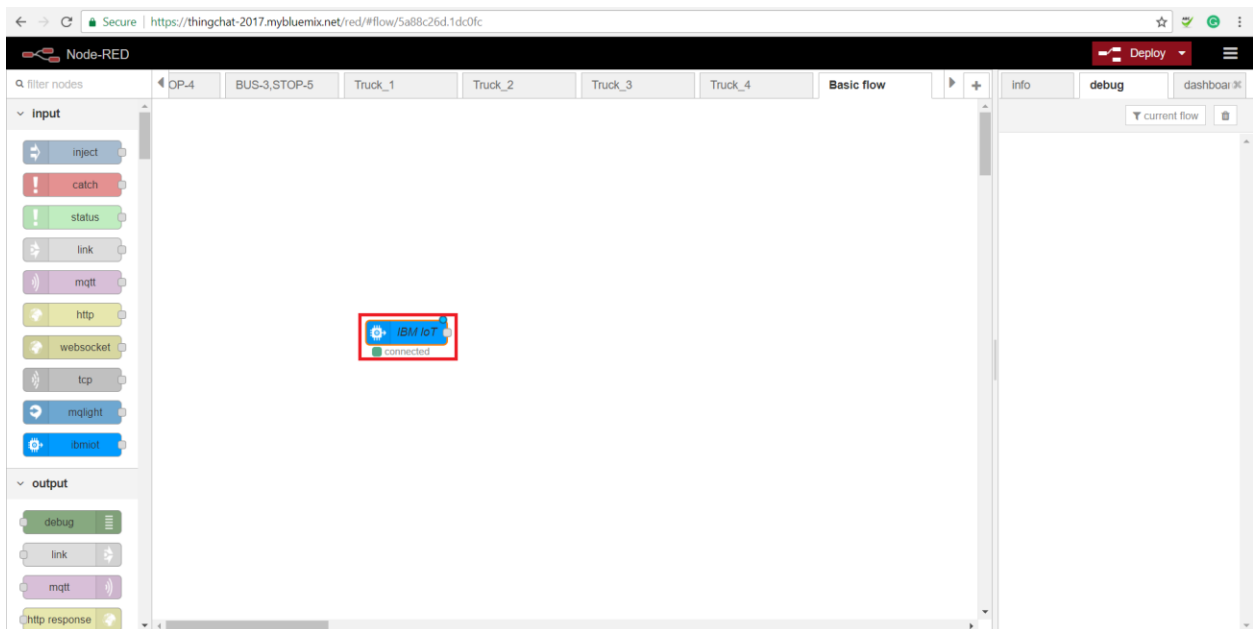 Secure https://thingchat-2017.mybluemix.net/red/#flow/5a88c26d.1dc0fc
Node-RED
Deploy
filter nodes
OP-4
BUS-3,STOP-5
Truck_1
Truck_2
Truck_3
Truck_4
Basic flow
+
info
debug
dashboar
input
current flow
inject
catch
status
link
mqtt
http
websocket
tcp
mqlight
ibmiot
IBM IoT
connected
output
debug
link
mqtt
http response